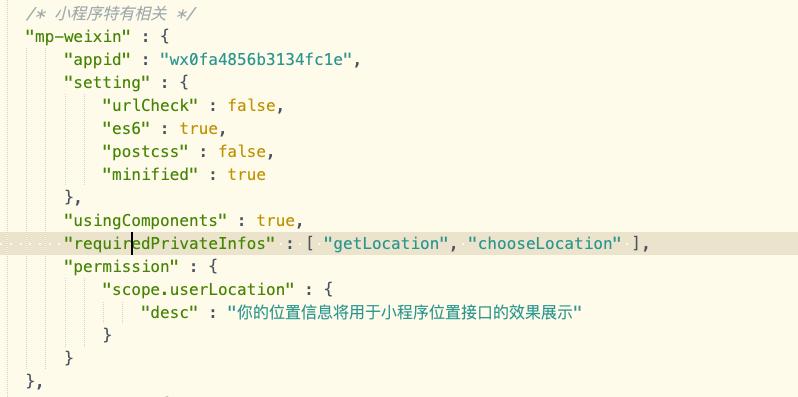 /* 小程序特有相关 */
"mp-weixin" : {
"appid" : "wx0fa4856b3134fc1e",
"setting" : {
"urlCheck" : false,
"es6" : true,
"postcss" : false,
"minified" : true
},
"usingComponents" : true,
"requiredPrivateInfos" : [ "getLocation", "chooseLocation" ],
"permission" : {
"scope.userLocation" : {
"desc" : "你的位置信息将用于小程序位置接口的效果展示"
}
}
},